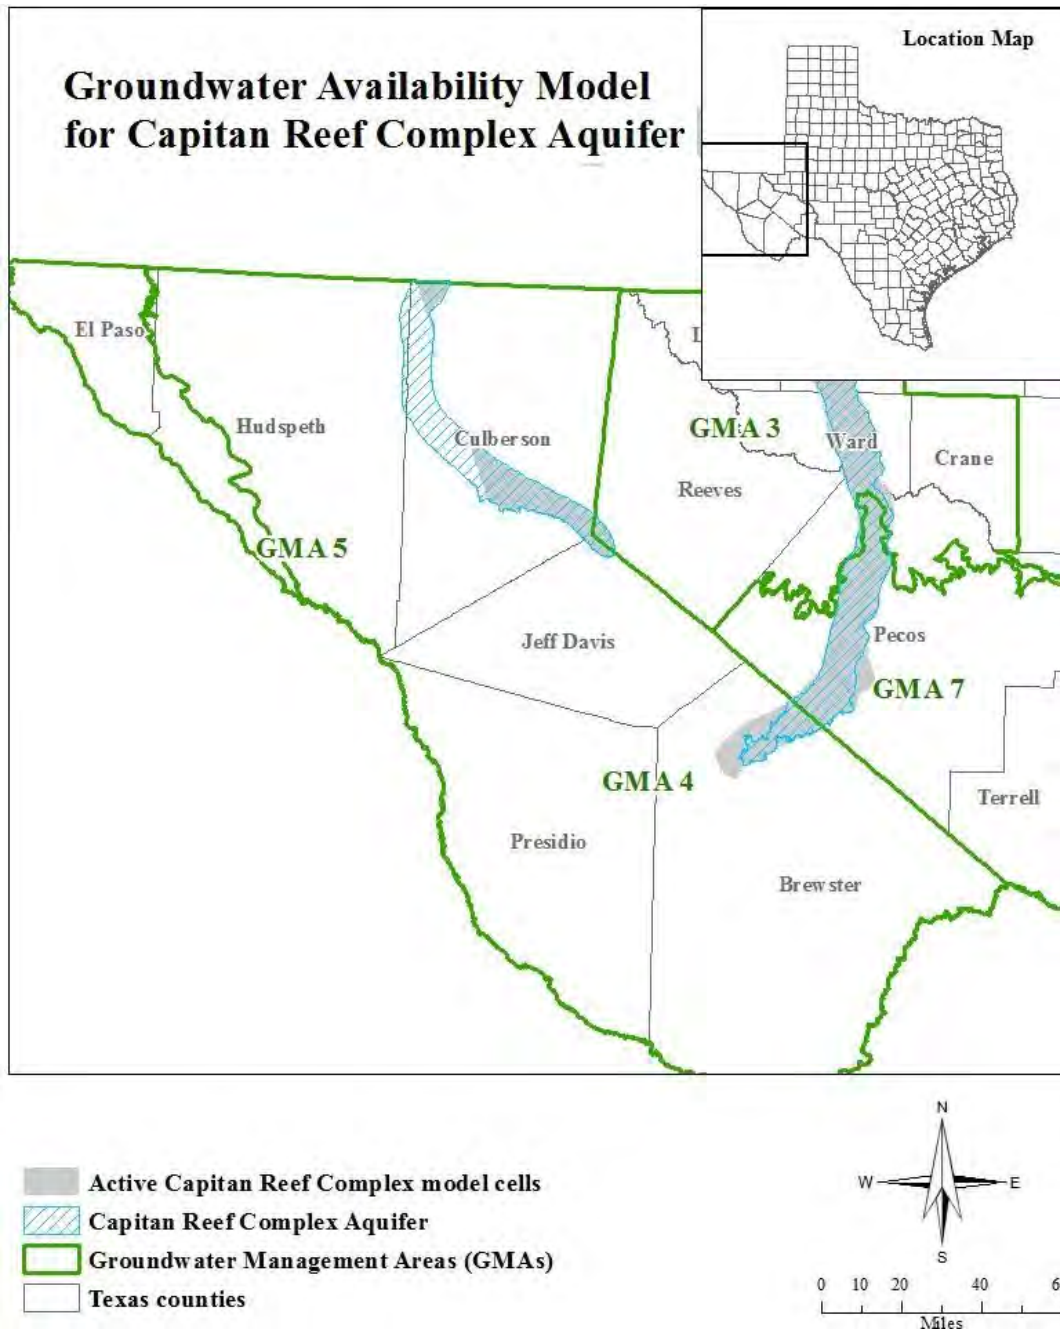 Location Map
Groundwater Availability Model
for Capitan Reef Complex Aquifer
El Paso
Hudspeth
Culberson
GMA 3
Ward
Reeves
Crane
GMA 5
Jeff Davis
Pecos
GMA 7
GMA 4
Terrell
Presidio
Brewster
N
W
E
S
Active Capitan Reef Complex model cells
Capitan Reef Complex Aquifer
Groundwater Management Areas (GMAs)
Texas counties
0 10 20 40
Miles